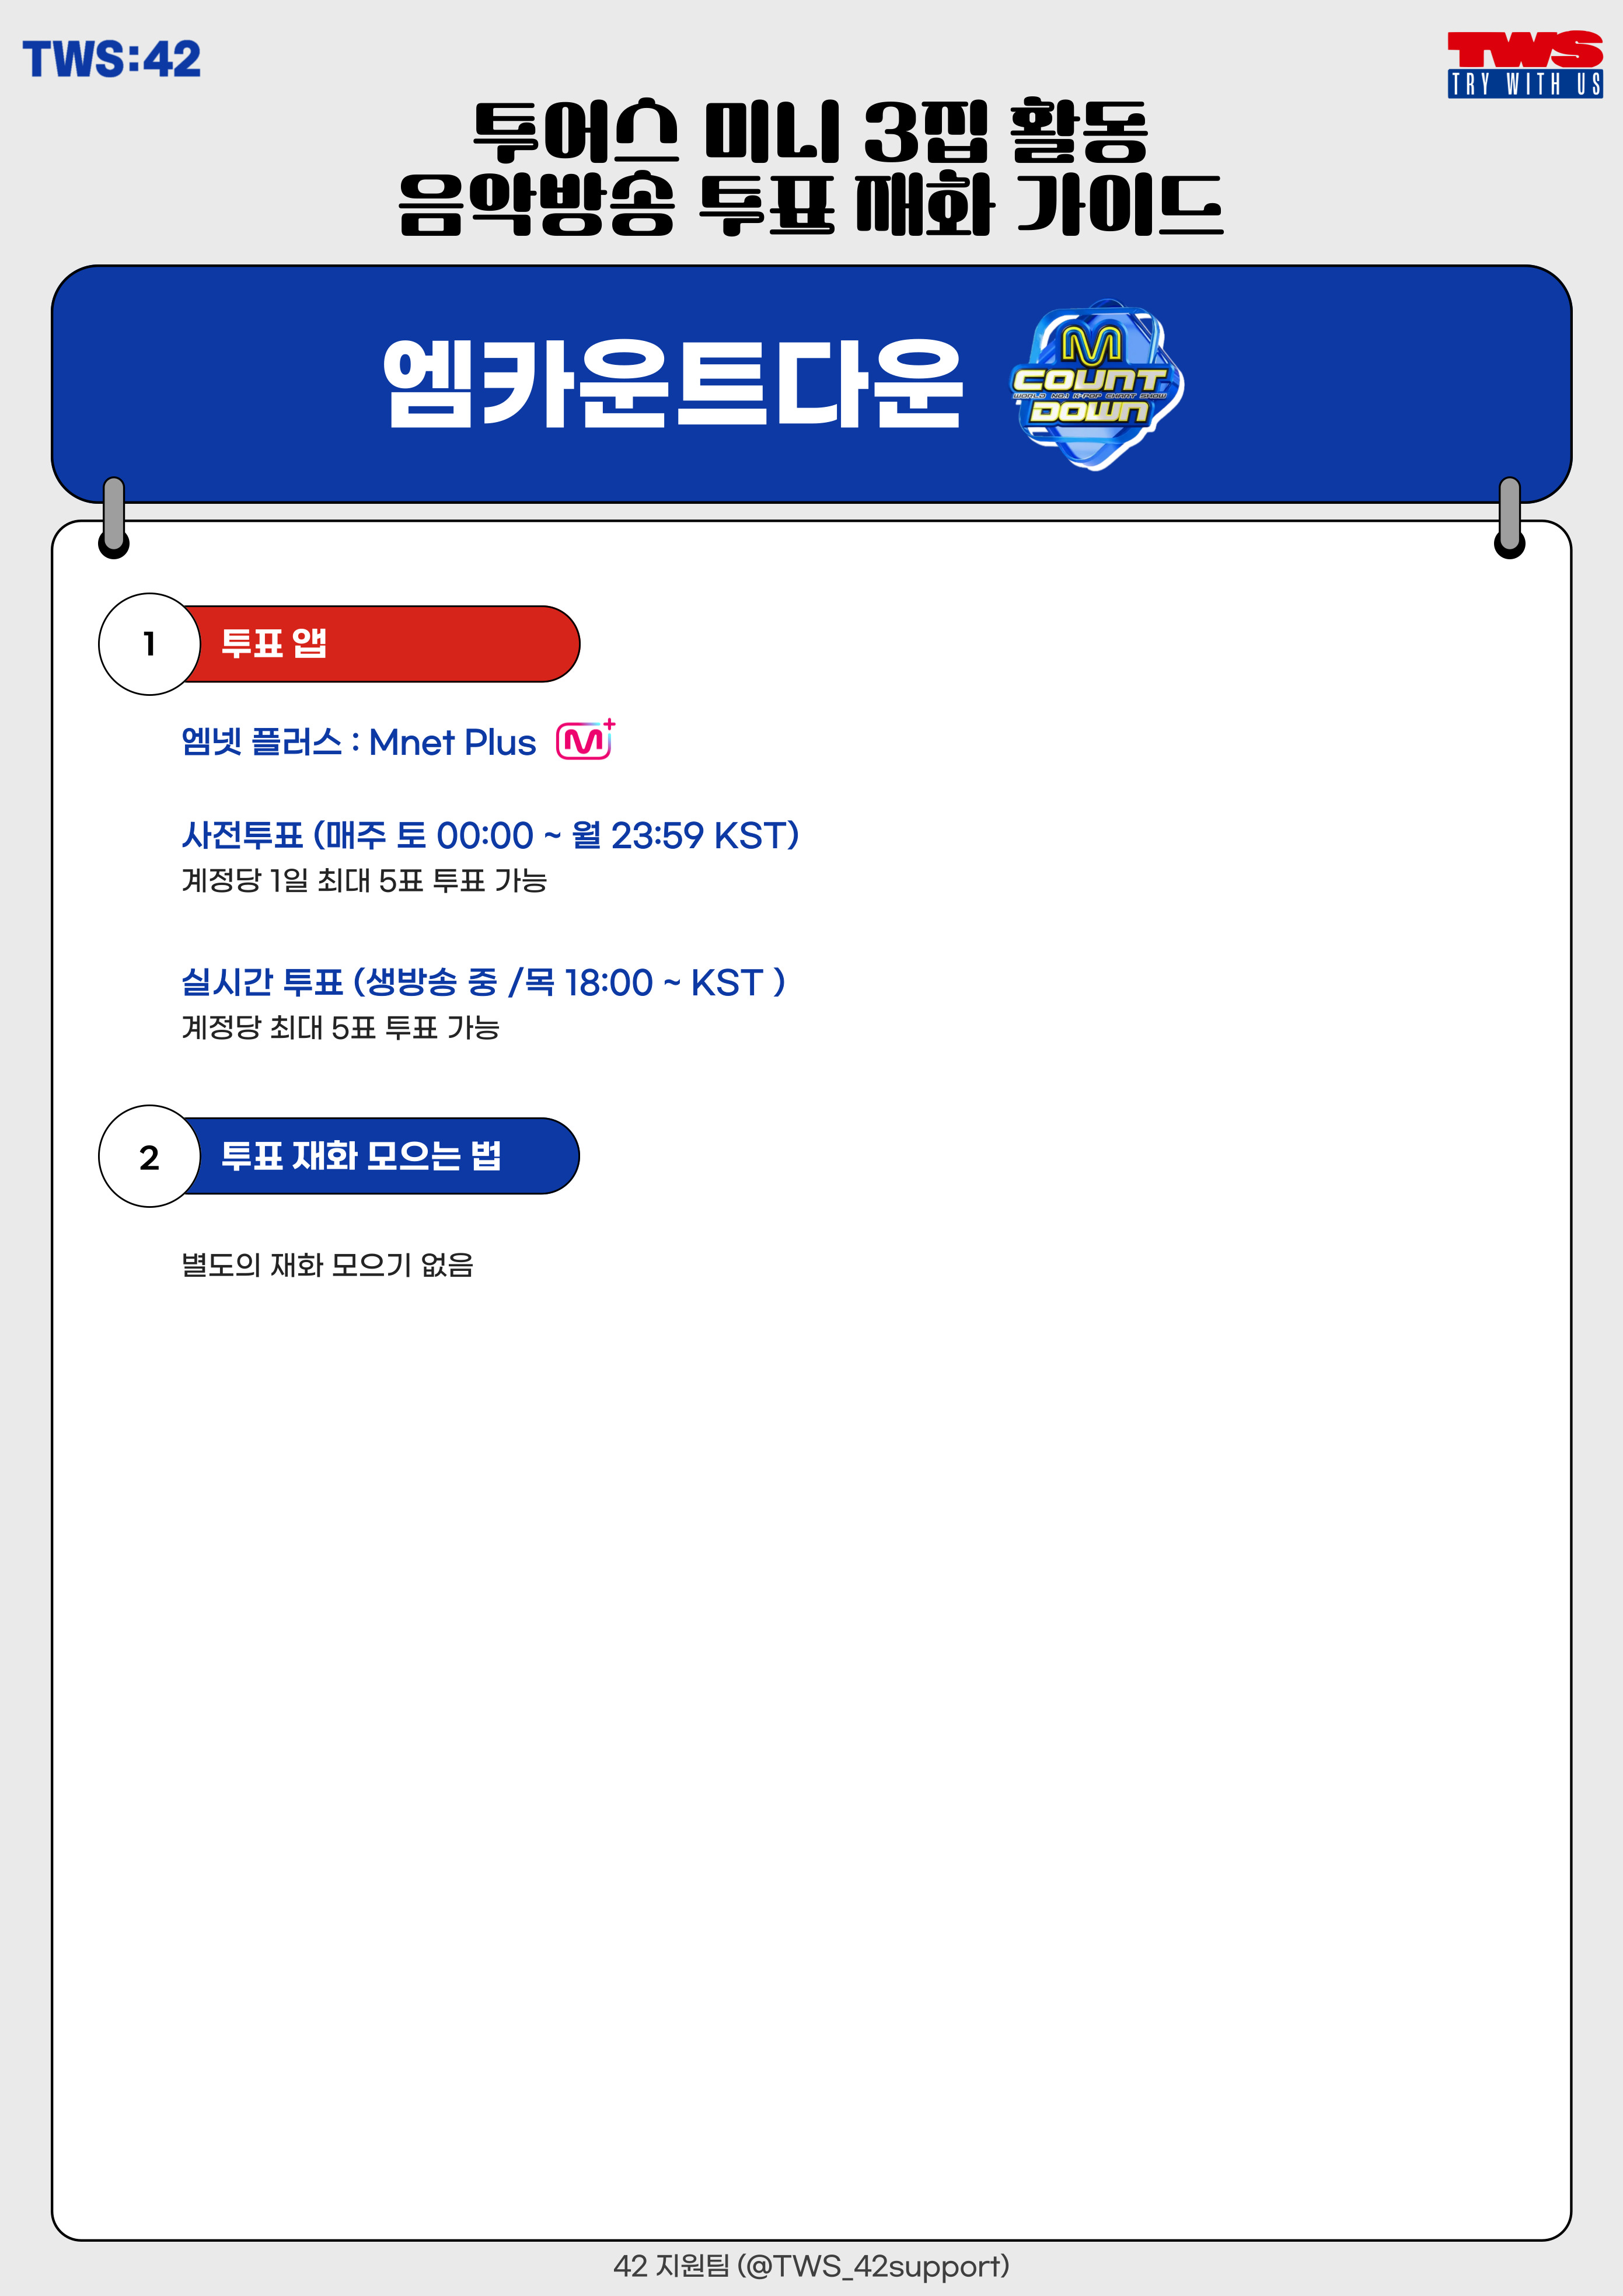 TWS:42
TWS
TRY WITH US
투어스 미니 3집 활동
음악방송 투표 재화 가이드
엠카운트다운
M
COUNT
WORLD NO.1 K-POP CHART SHOW
DOWN
1
투표 앱
엠넷 플러스 : Mnet Plus
M+
사전투표 (매주 토 00:00 ~ 월 23:59 KST)
계정당 1일 최대 5표 투표 가능
실시간 투표 (생방송 중 /목 18:00 ~ KST )
계정당 최대 5표 투표 가능
2
투표 재화 모으는 법
별도의 재화 모으기 없음
42 지원팀 (@TWS_42support)